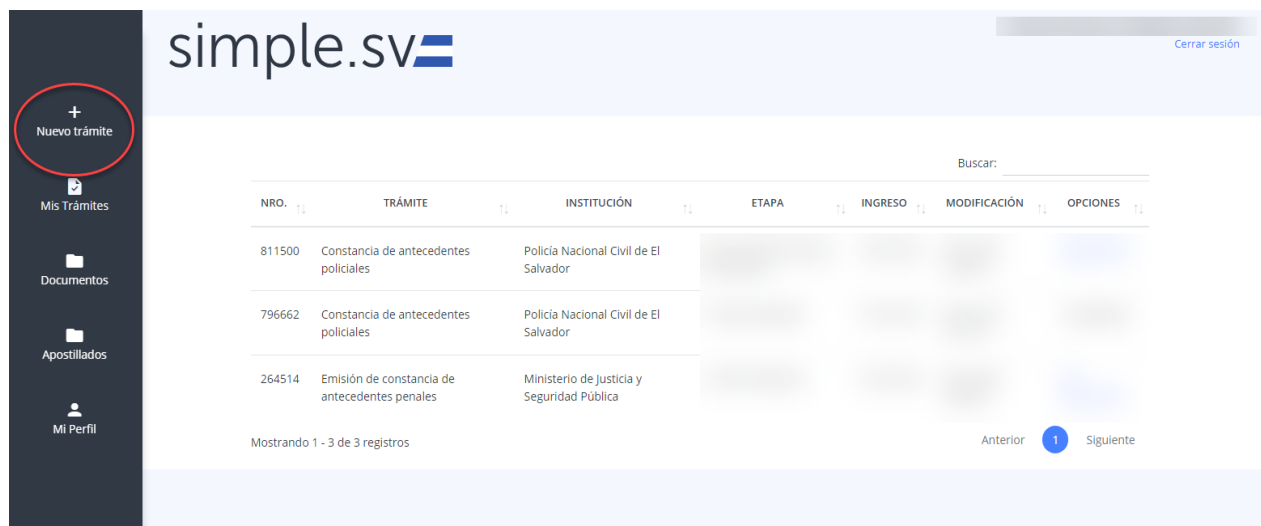 simple.sv
Cerrar sesión
Nuevo trámite
Mis Trámites
Documentos
Apostillados
Mi Perfil
Buscar:
NRO. TRÁMITE INSTITUCIÓN ETAPA INGRESO MODIFICACIÓN OPCIONES
811500 Constancia de antecedentes Policía Nacional Civil de El
policiales Salvador
796662 Constancia de antecedentes Policía Nacional Civil de El
policiales Salvador
264514 Emisión de constancia de Ministerio de Justicia y
antecedentes penales Seguridad Pública
Mostrando 1 - 3 de 3 registros Anterior 1 Siguiente